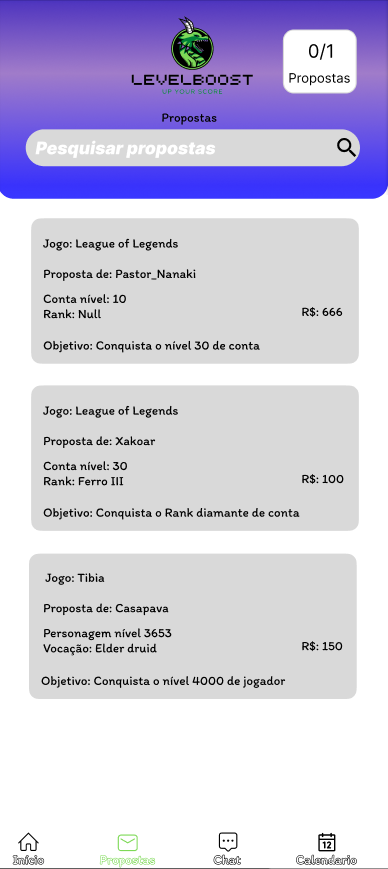 0/1
Propostas
LEVELBOOST
UP YOUR SCORE
Propostas
Pesquisar propostas
Jogo: League of Legends
Proposta de: Pastor_Nanaki
Conta nível: 10
Rank: Null
R$: 666
Objetivo: Conquista o nível 30 de conta
Jogo: League of Legends
Proposta de: Xakoar
Conta nível: 30
Rank: Ferro III
R$: 100
Objetivo: Conquista o Rank diamante de conta
Jogo: Tibia
Proposta de: Casapava
Personagem nível 3653
Vocação: Elder druid
R$: 150
Objetivo: Conquista o nível 4000 de jogador
12
Início Propostas Chat Calendario